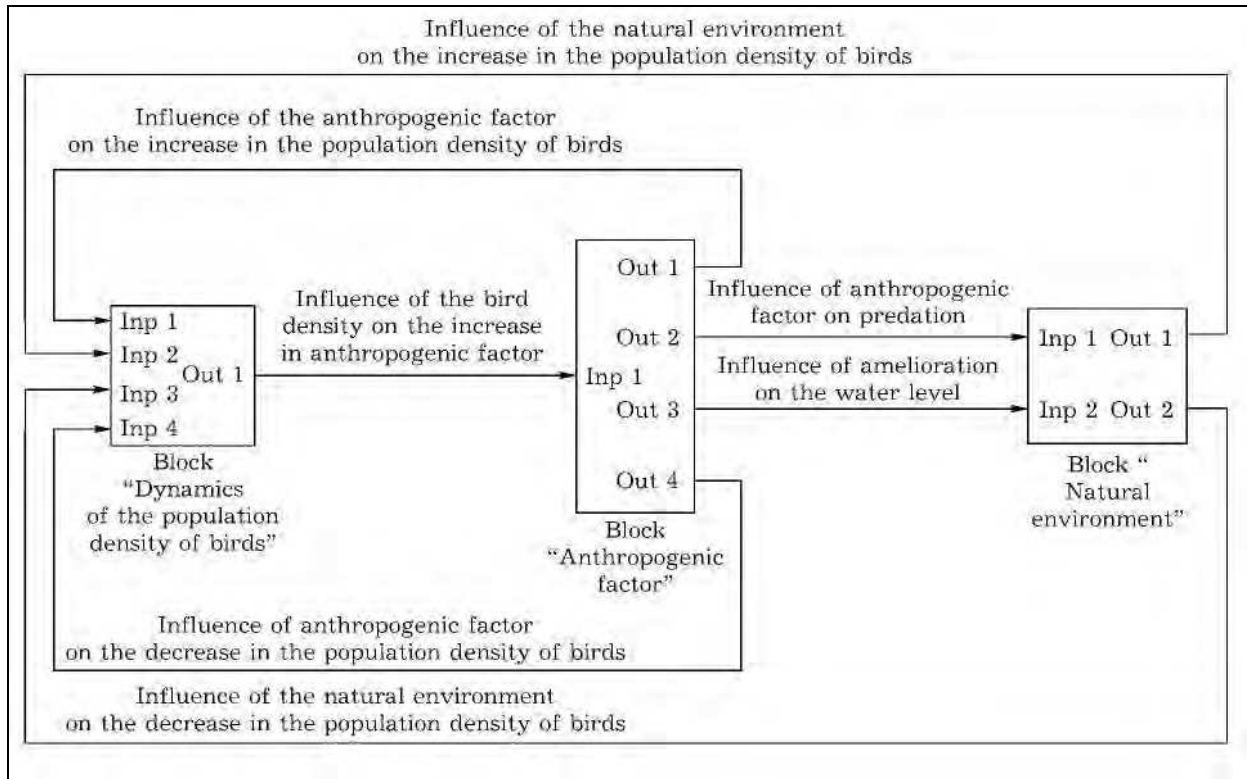 Influence of the natural environment
on the increase in the population density of birds
Influence of the anthropogenic factor
on the increase in the population density of birds
Out 1
Influence of the bird
density on the increase
in anthropogenic factor
Influence of anthropogenic
factor on predation
Inp 1
Inp 2
Out 1
Inp 3
Inp 4
Out 2
Inp 1
Out 3
Influence of amelioration
on the water level
Inp 1 Out 1
Inp 2 Out 2
Out 4
Block
“Dynamics
of the population
density of birds”
Block
“Anthropogenic
factor”
Block “
Natural
environment”
Influence of anthropogenic factor
on the decrease in the population density of birds
Influence of the natural environment
on the decrease in the population density of birds